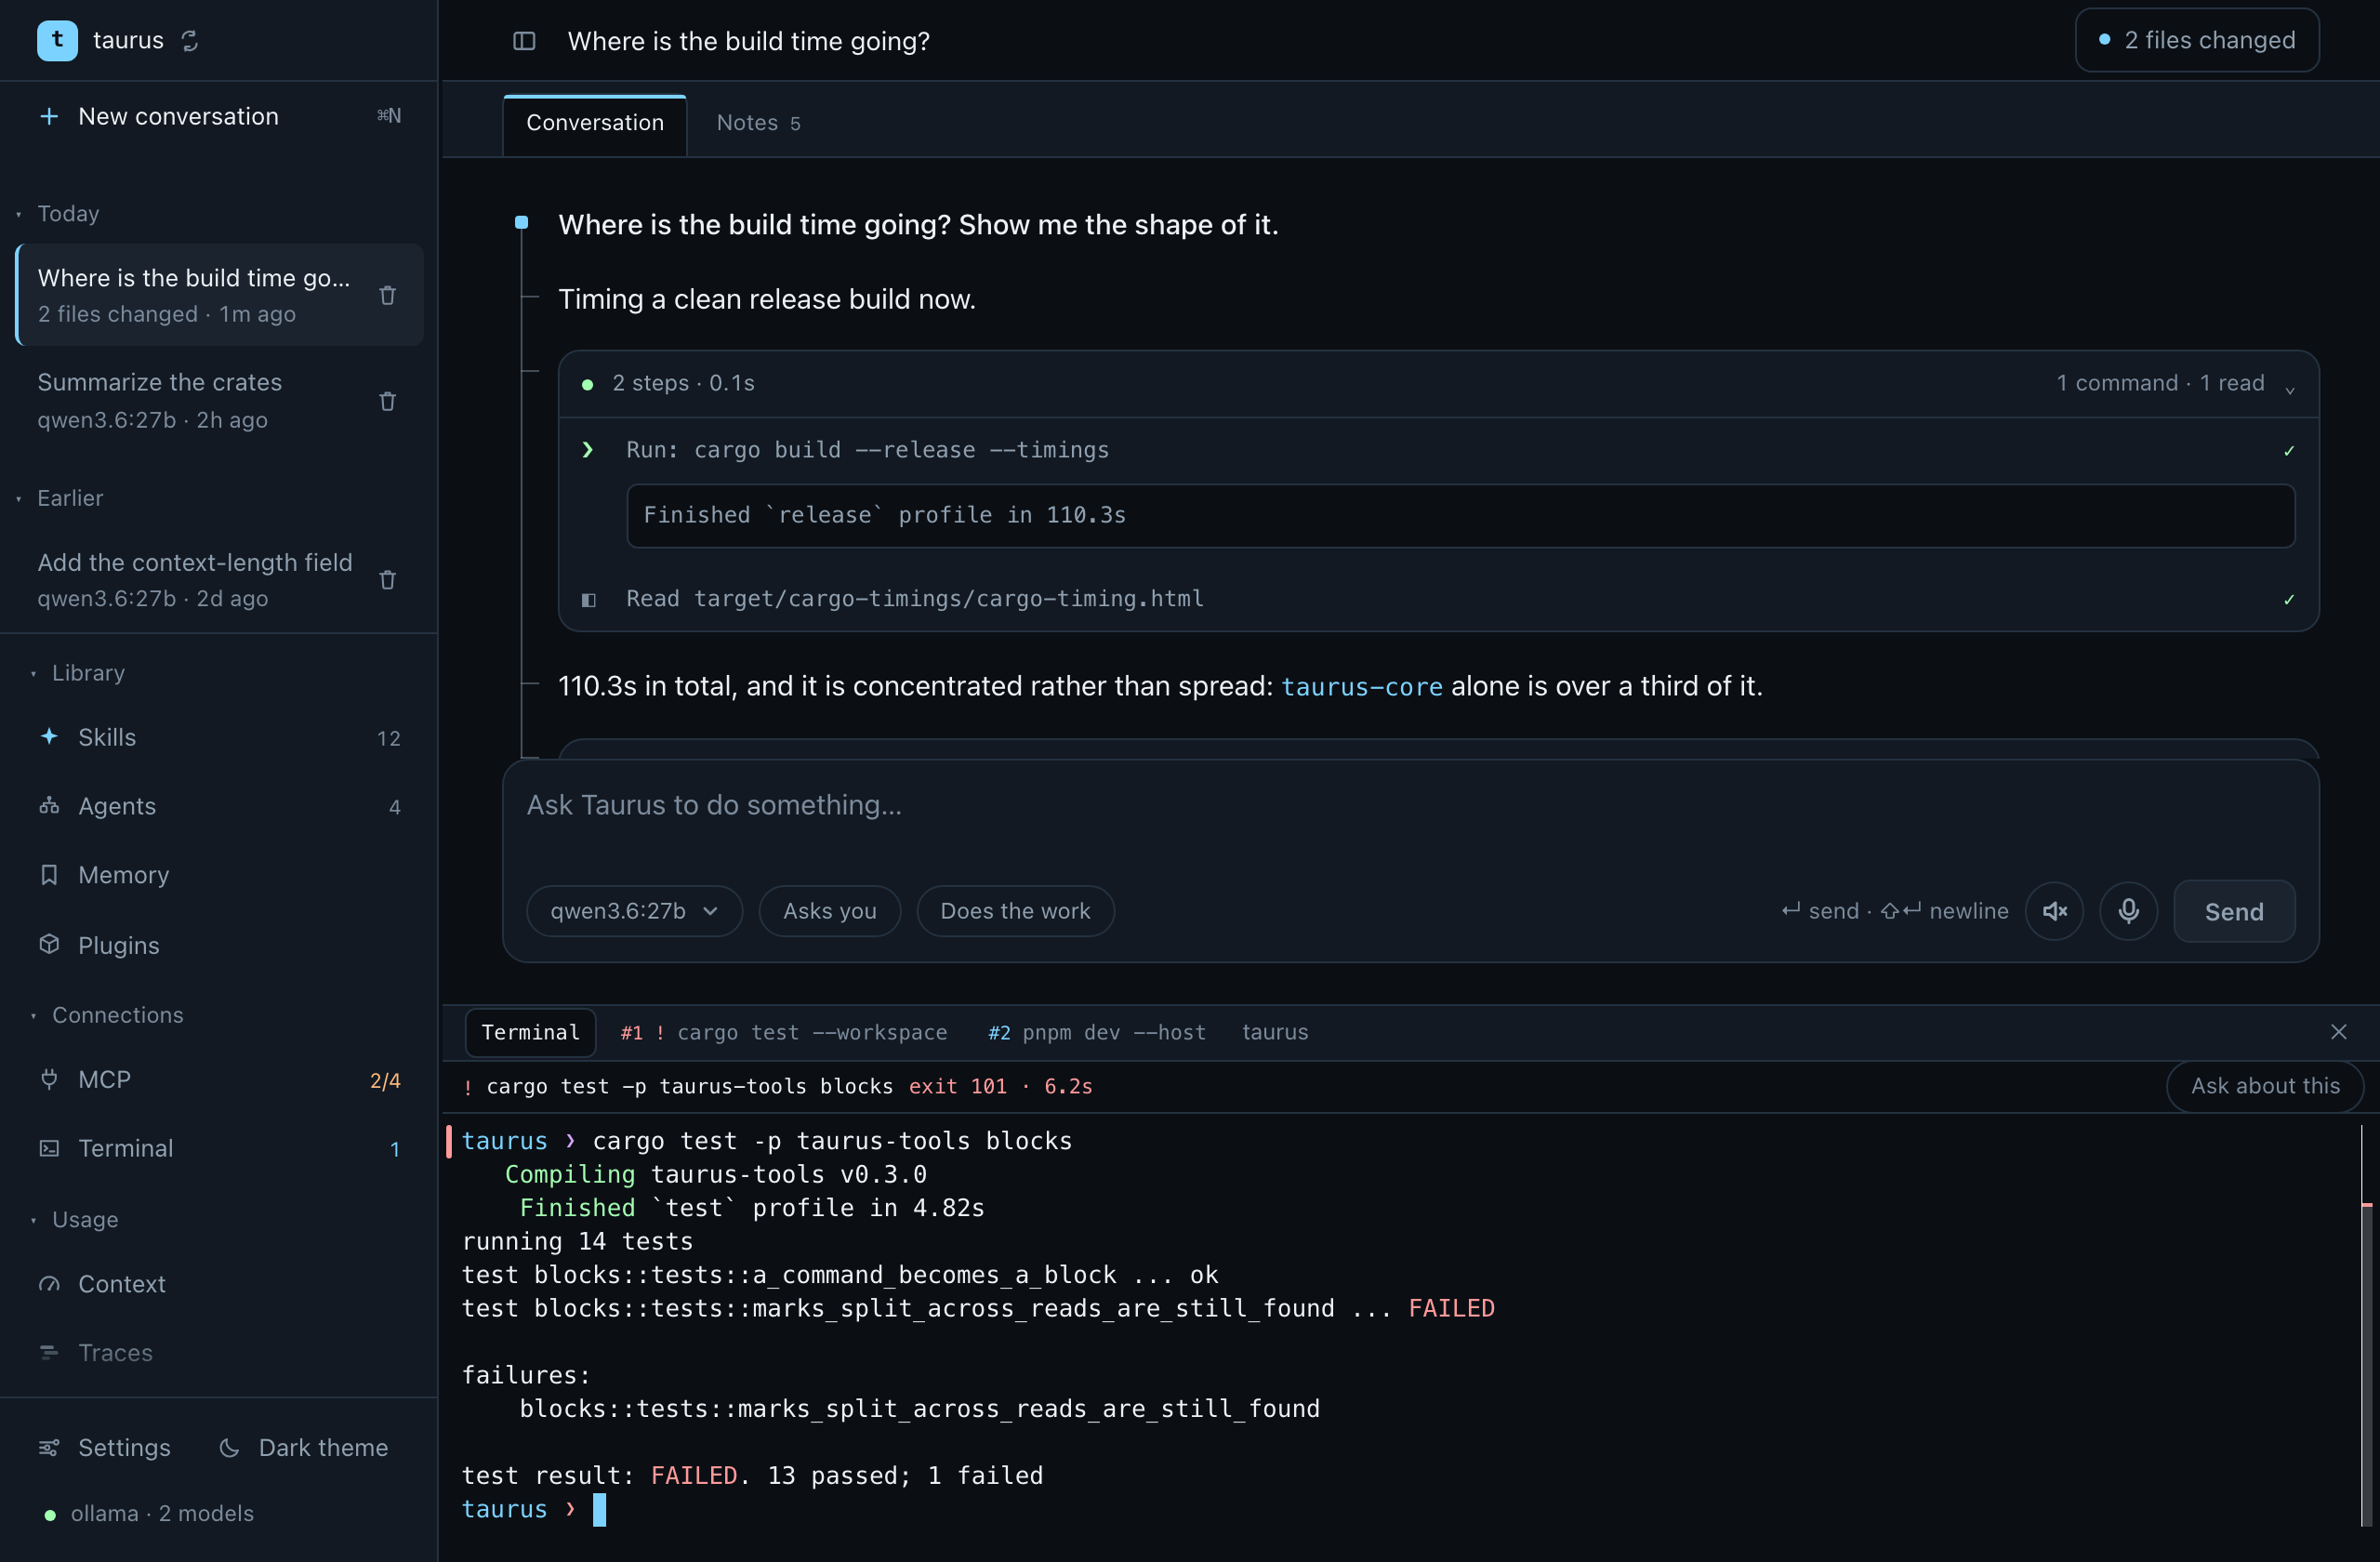 t taurus
New conversation ⌘N
Today
Where is the build time go...
2 files changed · 1m ago
Summarize the crates
qwen3.6:27b · 2h ago
Earlier
Add the context-length field
qwen3.6:27b · 2d ago
Library
Skills 12
Agents 4
Memory
Plugins
Connections
MCP 2/4
Terminal 1
Usage
Context
Traces
Settings Dark theme
ollama · 2 models
Where is the build time going?
2 files changed
Conversation Notes 5
Where is the build time going? Show me the shape of it.
Timing a clean release build now.
2 steps · 0.1s 1 command · 1 read
❯ Run: cargo build --release --timings ✓
Finished `release` profile in 110.3s
Read target/cargo-timings/cargo-timing.html ✓
110.3s in total, and it is concentrated rather than spread: taurus-core alone is over a third of it.
Ask Taurus to do something...
qwen3.6:27b Asks you Does the work ↵ send · ⇧↵ newline Send
Terminal #1 ! cargo test --workspace #2 pnpm dev --host taurus
! cargo test -p taurus-tools blocks exit 101 · 6.2s Ask about this
taurus ❯ cargo test -p taurus-tools blocks
Compiling taurus-tools v0.3.0
Finished `test` profile in 4.82s
running 14 tests
test blocks::tests::a_command_becomes_a_block ... ok
test blocks::tests::marks_split_across_reads_are_still_found ... FAILED
failures:
blocks::tests::marks_split_across_reads_are_still_found
test result: FAILED. 13 passed; 1 failed
taurus ❯